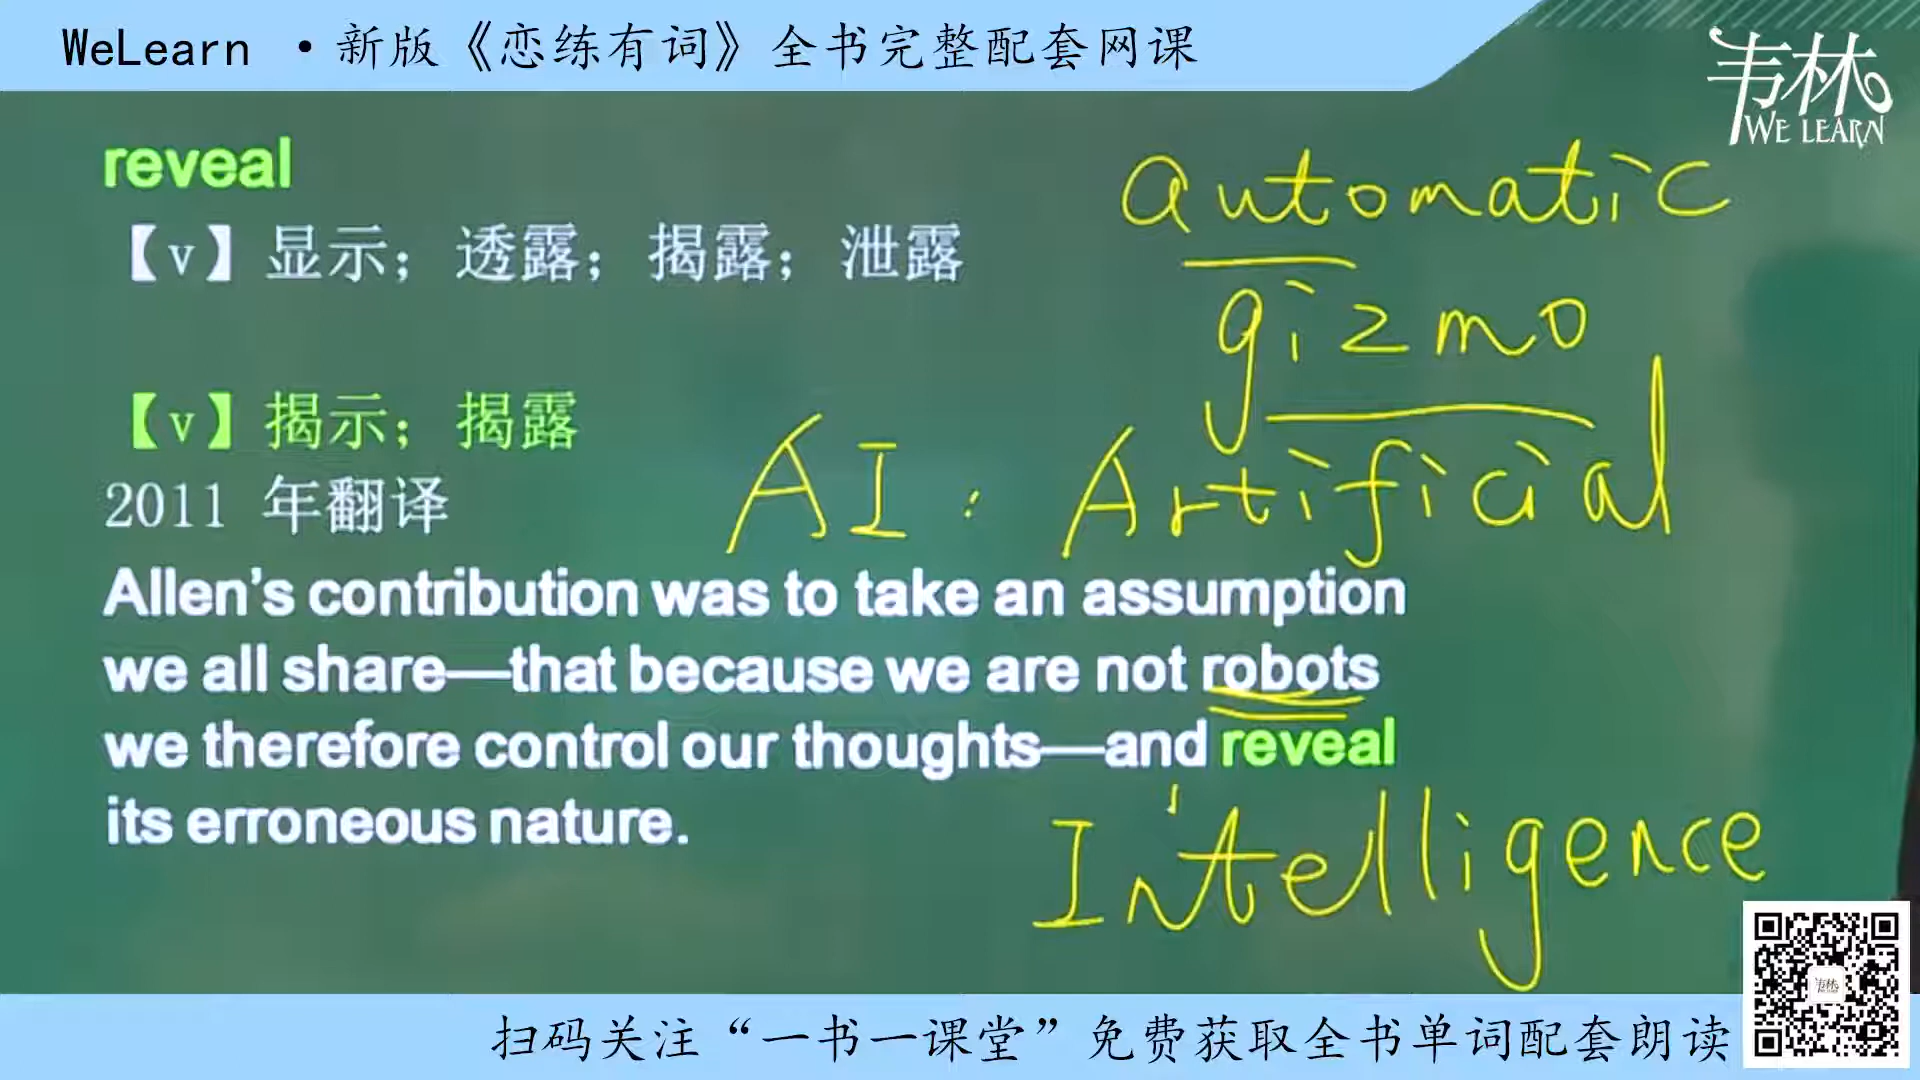 WeLearn ·新版《恋练有词》全书完整配套网课
韦林
WE LEARN
reveal
【v】显示；透露；揭露；泄露
automatic
gizmo
【v】揭示；揭露
AI: Artificial
2011 年翻译
Allen’s contribution was to take an assumption
we all share—that because we are not robots
we therefore control our thoughts—and reveal
its erroneous nature.
Intelligence
韦林
扫码关注“一书一课堂”免费获取全书单词配套朗读